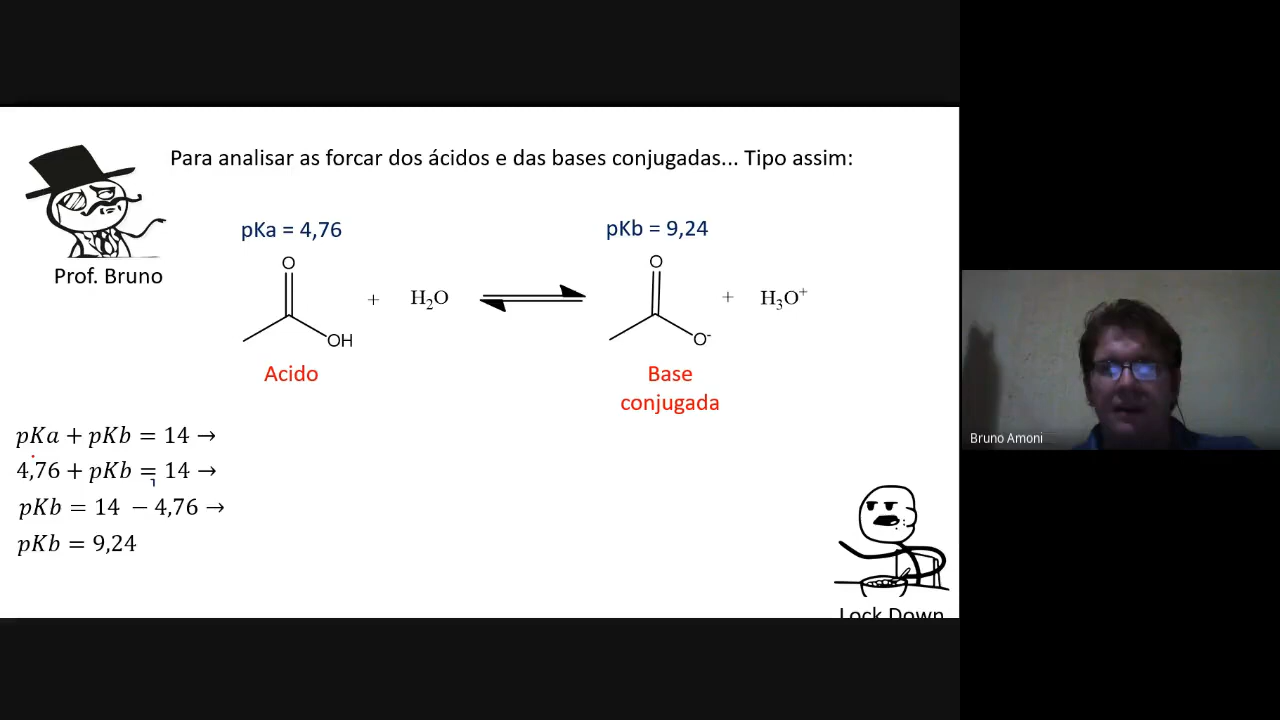 Para analisar as forcar dos ácidos e das bases conjugadas... Tipo assim:
Prof. Bruno
pKa = 4,76
pKb = 9,24
O
OH
+
H₂O
O
O⁻
+
H₃O⁺
Acido
Base
conjugada
pKa + pKb = 14 →
4,76 + pKb = 14 →
pKb = 14 − 4,76 →
pKb = 9,24
Lock Down
Bruno Amoni